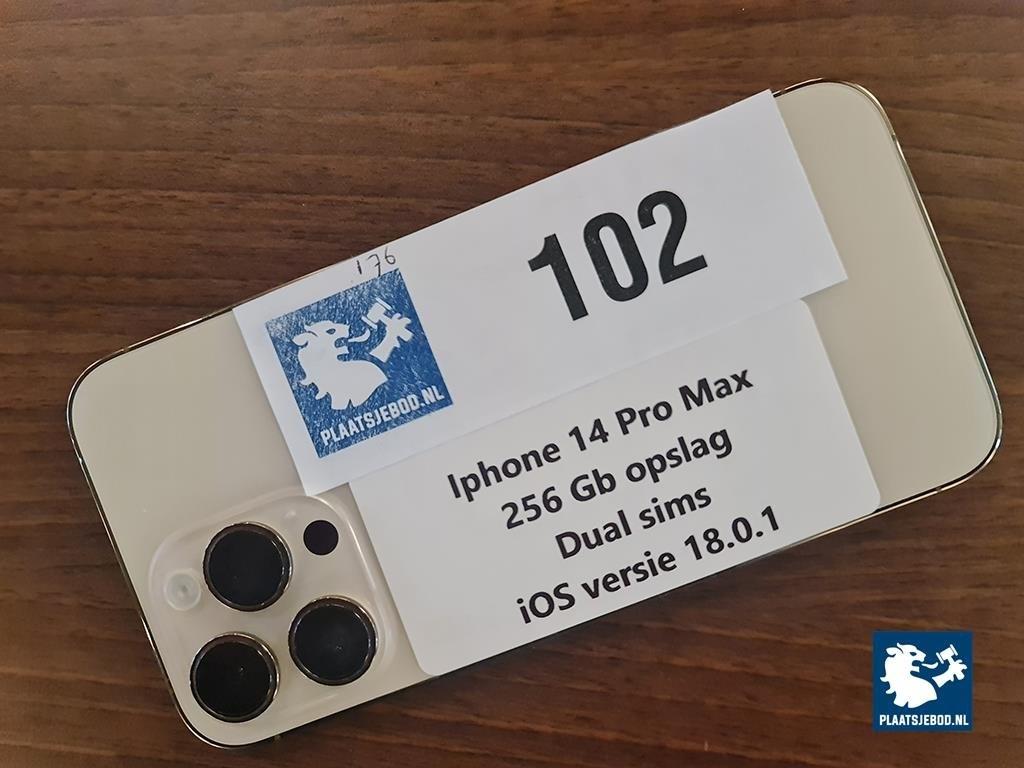 176
102
PLAATSJEBOD.NL
Iphone 14 Pro Max
256 Gb opslag
Dual sims
iOS versie 18.0.1
PLAATSJEBOD.NL